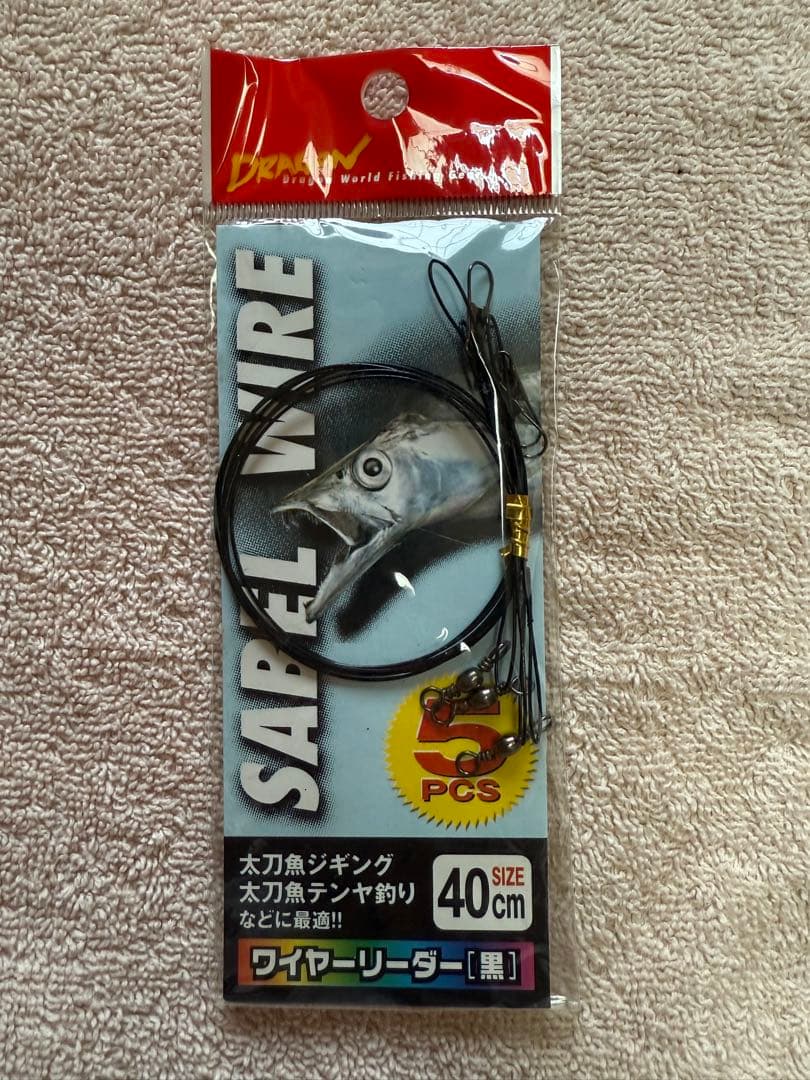 DRAGON
Dragon World Fishing Gear
SABEL WIRE
5
PCS
太刀魚ジギング
太刀魚テンヤ釣り
などに最適!!
SIZE
40cm
ワイヤーリーダー[黒]